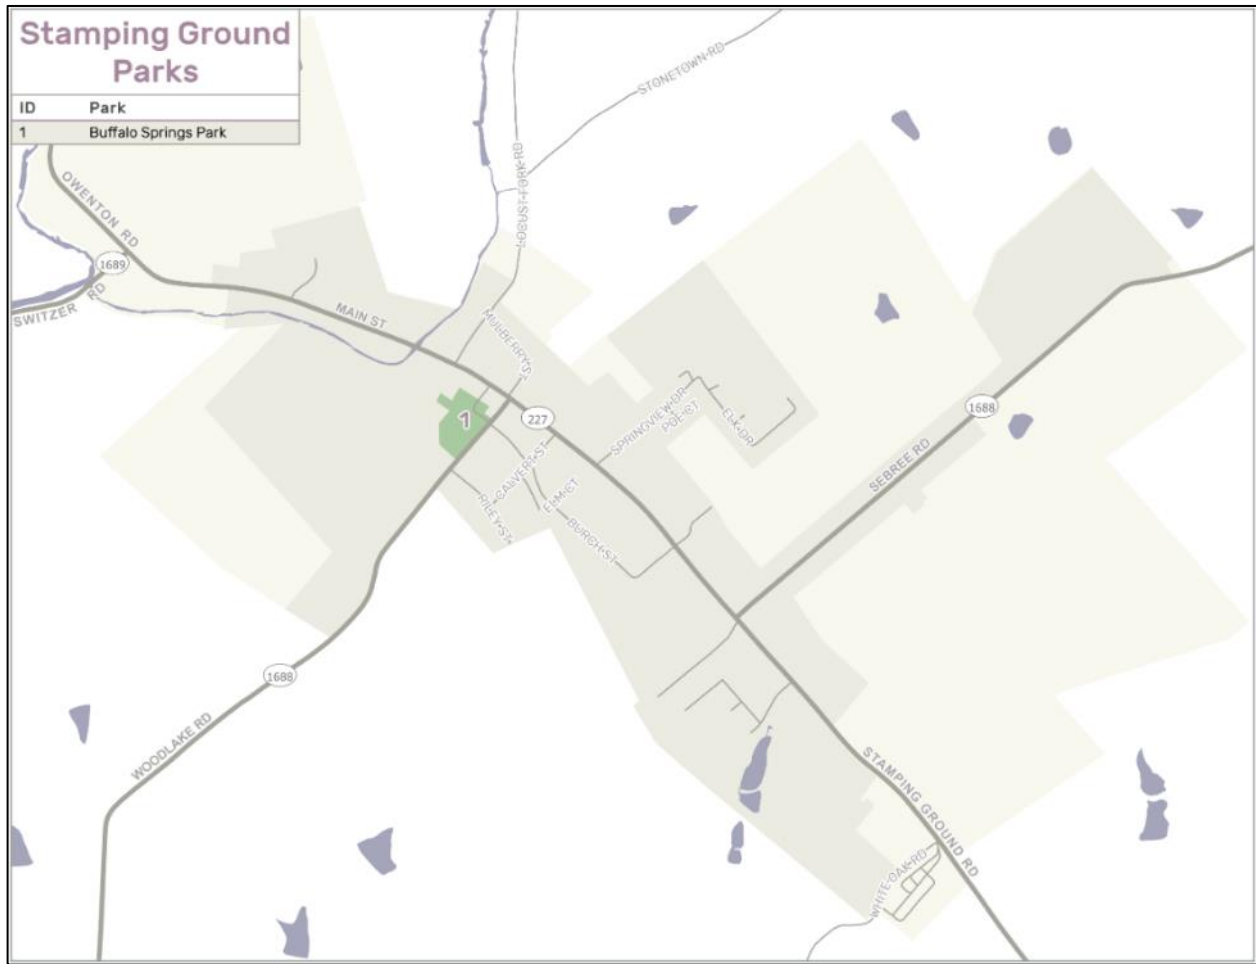 Stamping Ground
Parks
ID Park
1 Buffalo Springs Park
STONETOWN RD
LOCUST FORK RD
OWENTON RD
1689
SWITZER RD
MAIN ST
MULBERRY S
1
227
SPRINGVIEW DR
POE CT
ELK DR
1688
SEBREE RD
CALVERT ST
ELM CT
RILEY ST
BURCH ST
1688
WOODLAKE RD
STAMPING GROUND RD
WHITE OAK RD